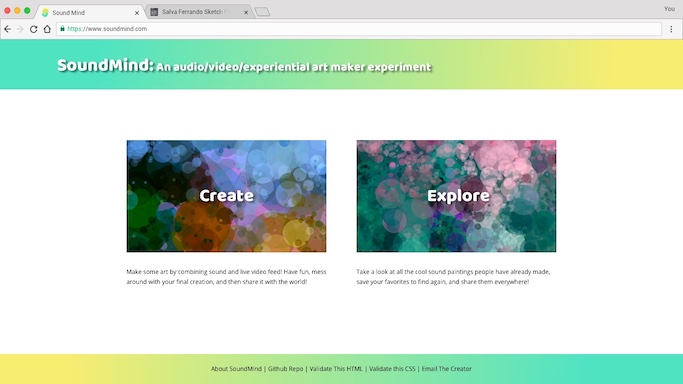 Sound Mind
Salva Ferrando Sketch
You
https://www.soundmind.com
SoundMind: An audio/video/experiential art maker experiment
Create
Explore
Make some art by combining sound and live video feed! Have fun, mess
around with your final creation, and then share it with the world!
Take a look at all the cool sound paintings people have already made,
save your favorites to find again, and share them everywhere!
About SoundMind | Github Repo | Validate This HTML | Validate this CSS | Email The Creator